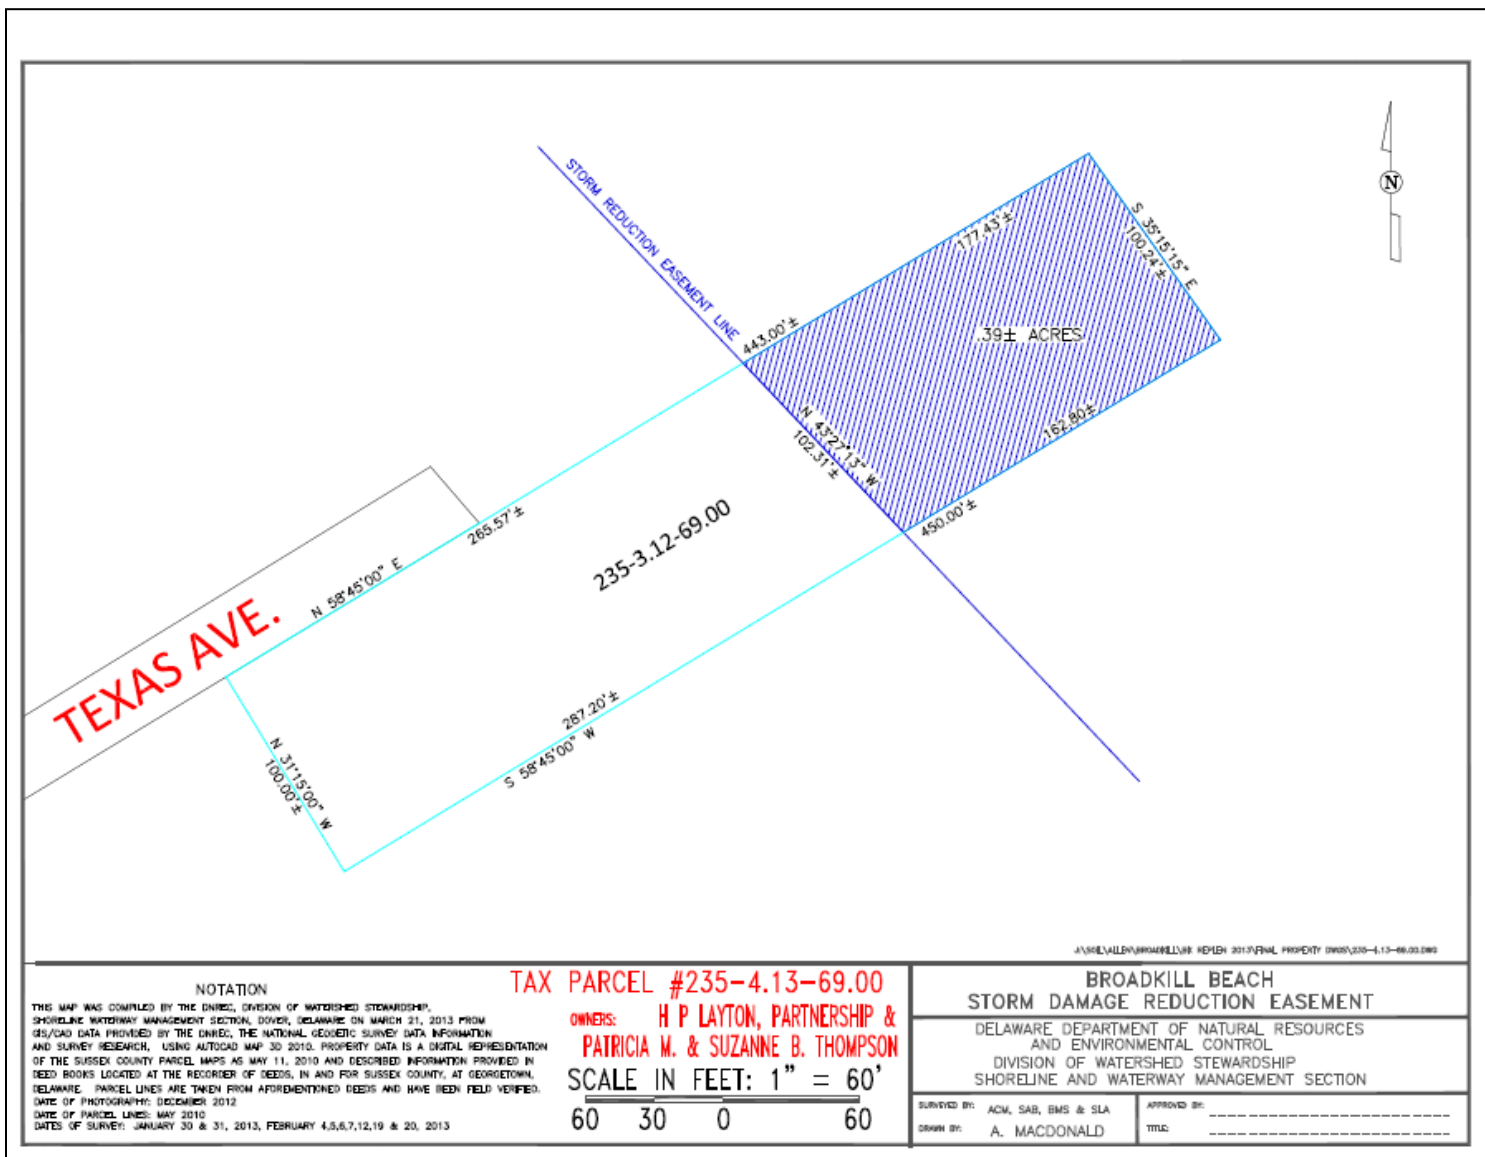 STORM REDUCTION EASEMENT LINE
177.43'±
S 35°15'15" E
100.24'±
443.00'±
.39± ACRES
N 43°27'13" W
102.31'±
162.80±
450.00'±
265.57'±
N 58°45'00" E
235-3.12-69.00
TEXAS AVE.
287.20'±
S 58°45'00" W
N 31°15'00" W
100.00'±
N
NOTATION
THIS MAP WAS COMPILED BY THE DNREC, DIVISION OF WATERSHED STEWARDSHIP,
SHORELINE WATERWAY MANAGEMENT SECTION, DOVER, DELAWARE ON MARCH 21, 2013 FROM
GIS/CAD DATA PROVIDED BY THE DNREC, THE NATIONAL GEODETIC SURVEY DATA INFORMATION
AND SURVEY RESEARCH, USING AUTOCAD MAP 3D 2010. PROPERTY DATA IS A DIGITAL REPRESENTATION
OF THE SUSSEX COUNTY PARCEL MAPS AS MAY 11, 2010 AND DESCRIBED INFORMATION PROVIDED IN
DEED BOOKS LOCATED AT THE RECORDER OF DEEDS, IN AND FOR SUSSEX COUNTY, AT GEORGETOWN,
DELAWARE. PARCEL LINES ARE TAKEN FROM AFOREMENTIONED DEEDS AND HAVE BEEN FIELD VERIFIED.
DATE OF PHOTOGRAPHY: DECEMBER 2012
DATE OF PARCEL LINES: MAY 2010
DATES OF SURVEY: JANUARY 30 & 31, 2013, FEBRUARY 4,5,6,7,12,19 & 20, 2013
TAX PARCEL #235-4.13-69.00
OWNERS: H P LAYTON, PARTNERSHIP &
PATRICIA M. & SUZANNE B. THOMPSON
SCALE IN FEET: 1" = 60'
60 30 0 60
BROADKILL BEACH
STORM DAMAGE REDUCTION EASEMENT
DELAWARE DEPARTMENT OF NATURAL RESOURCES
AND ENVIRONMENTAL CONTROL
DIVISION OF WATERSHED STEWARDSHIP
SHORELINE AND WATERWAY MANAGEMENT SECTION
SURVEYED BY: ACM, SAB, BMS & SLA
DRAWN BY: A. MACDONALD
APPROVED BY:
TITLE: